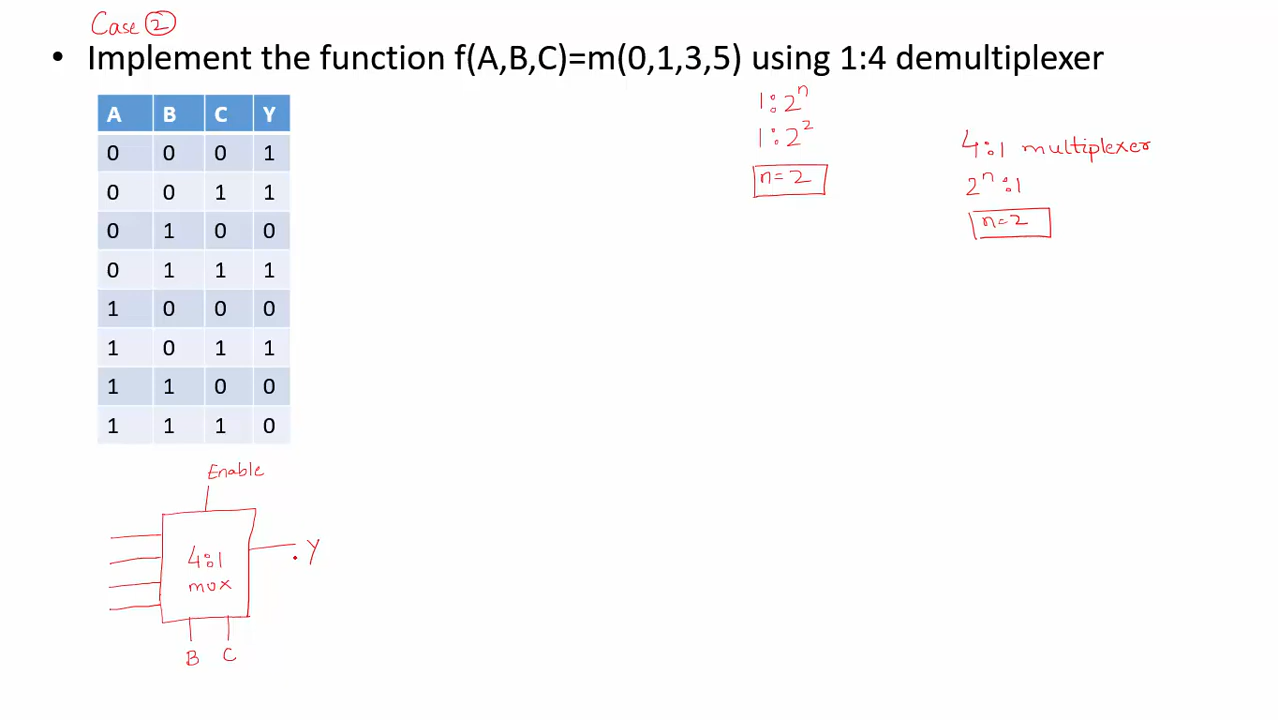 Case 2
• Implement the function f(A,B,C)=m(0,1,3,5) using 1:4 demultiplexer
A B C Y
0 0 0 1
0 0 1 1
0 1 0 0
0 1 1 1
1 0 0 0
1 0 1 1
1 1 0 0
1 1 1 0
1:2ⁿ
1:2²
n=2
4:1 multiplexer
2ⁿ:1
n=2
Enable
4:1
mux
Y
B C